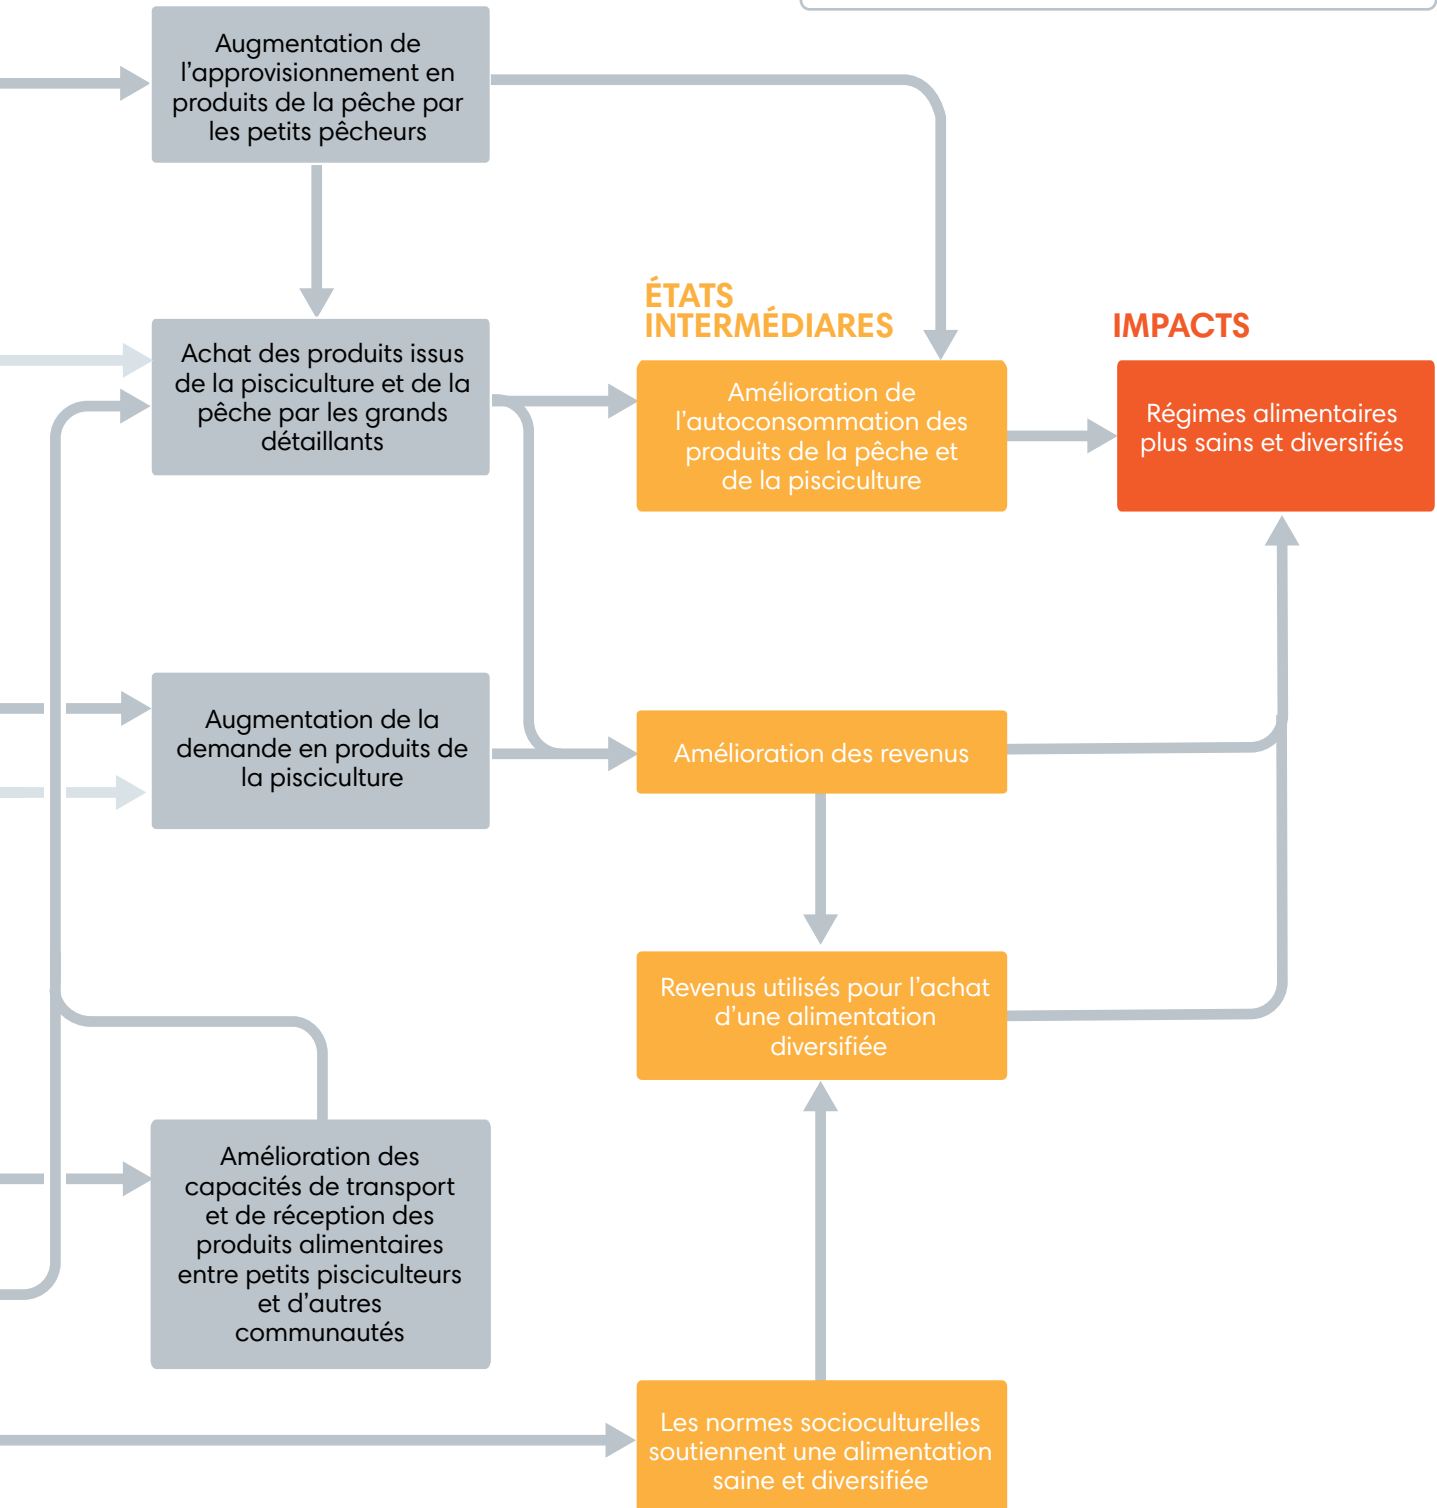 Augmentation de
l'approvisionnement en
produits de la pêche par
les petits pêcheurs
ÉTATS
INTERMÉDIARES
IMPACTS
Achat des produits issus
de la pisciculture et de la
pêche par les grands
détaillants
Amélioration de
l'autoconsommation des
produits de la pêche et
de la pisciculture
Régimes alimentaires
plus sains et diversifiés
Augmentation de la
demande en produits de
la pisciculture
Amélioration des revenus
Revenus utilisés pour l'achat
d'une alimentation
diversifiée
Amélioration des
capacités de transport
et de réception des
produits alimentaires
entre petits pisciculteurs
et d'autres
communautés
Les normes socioculturelles
soutiennent une alimentation
saine et diversifiée